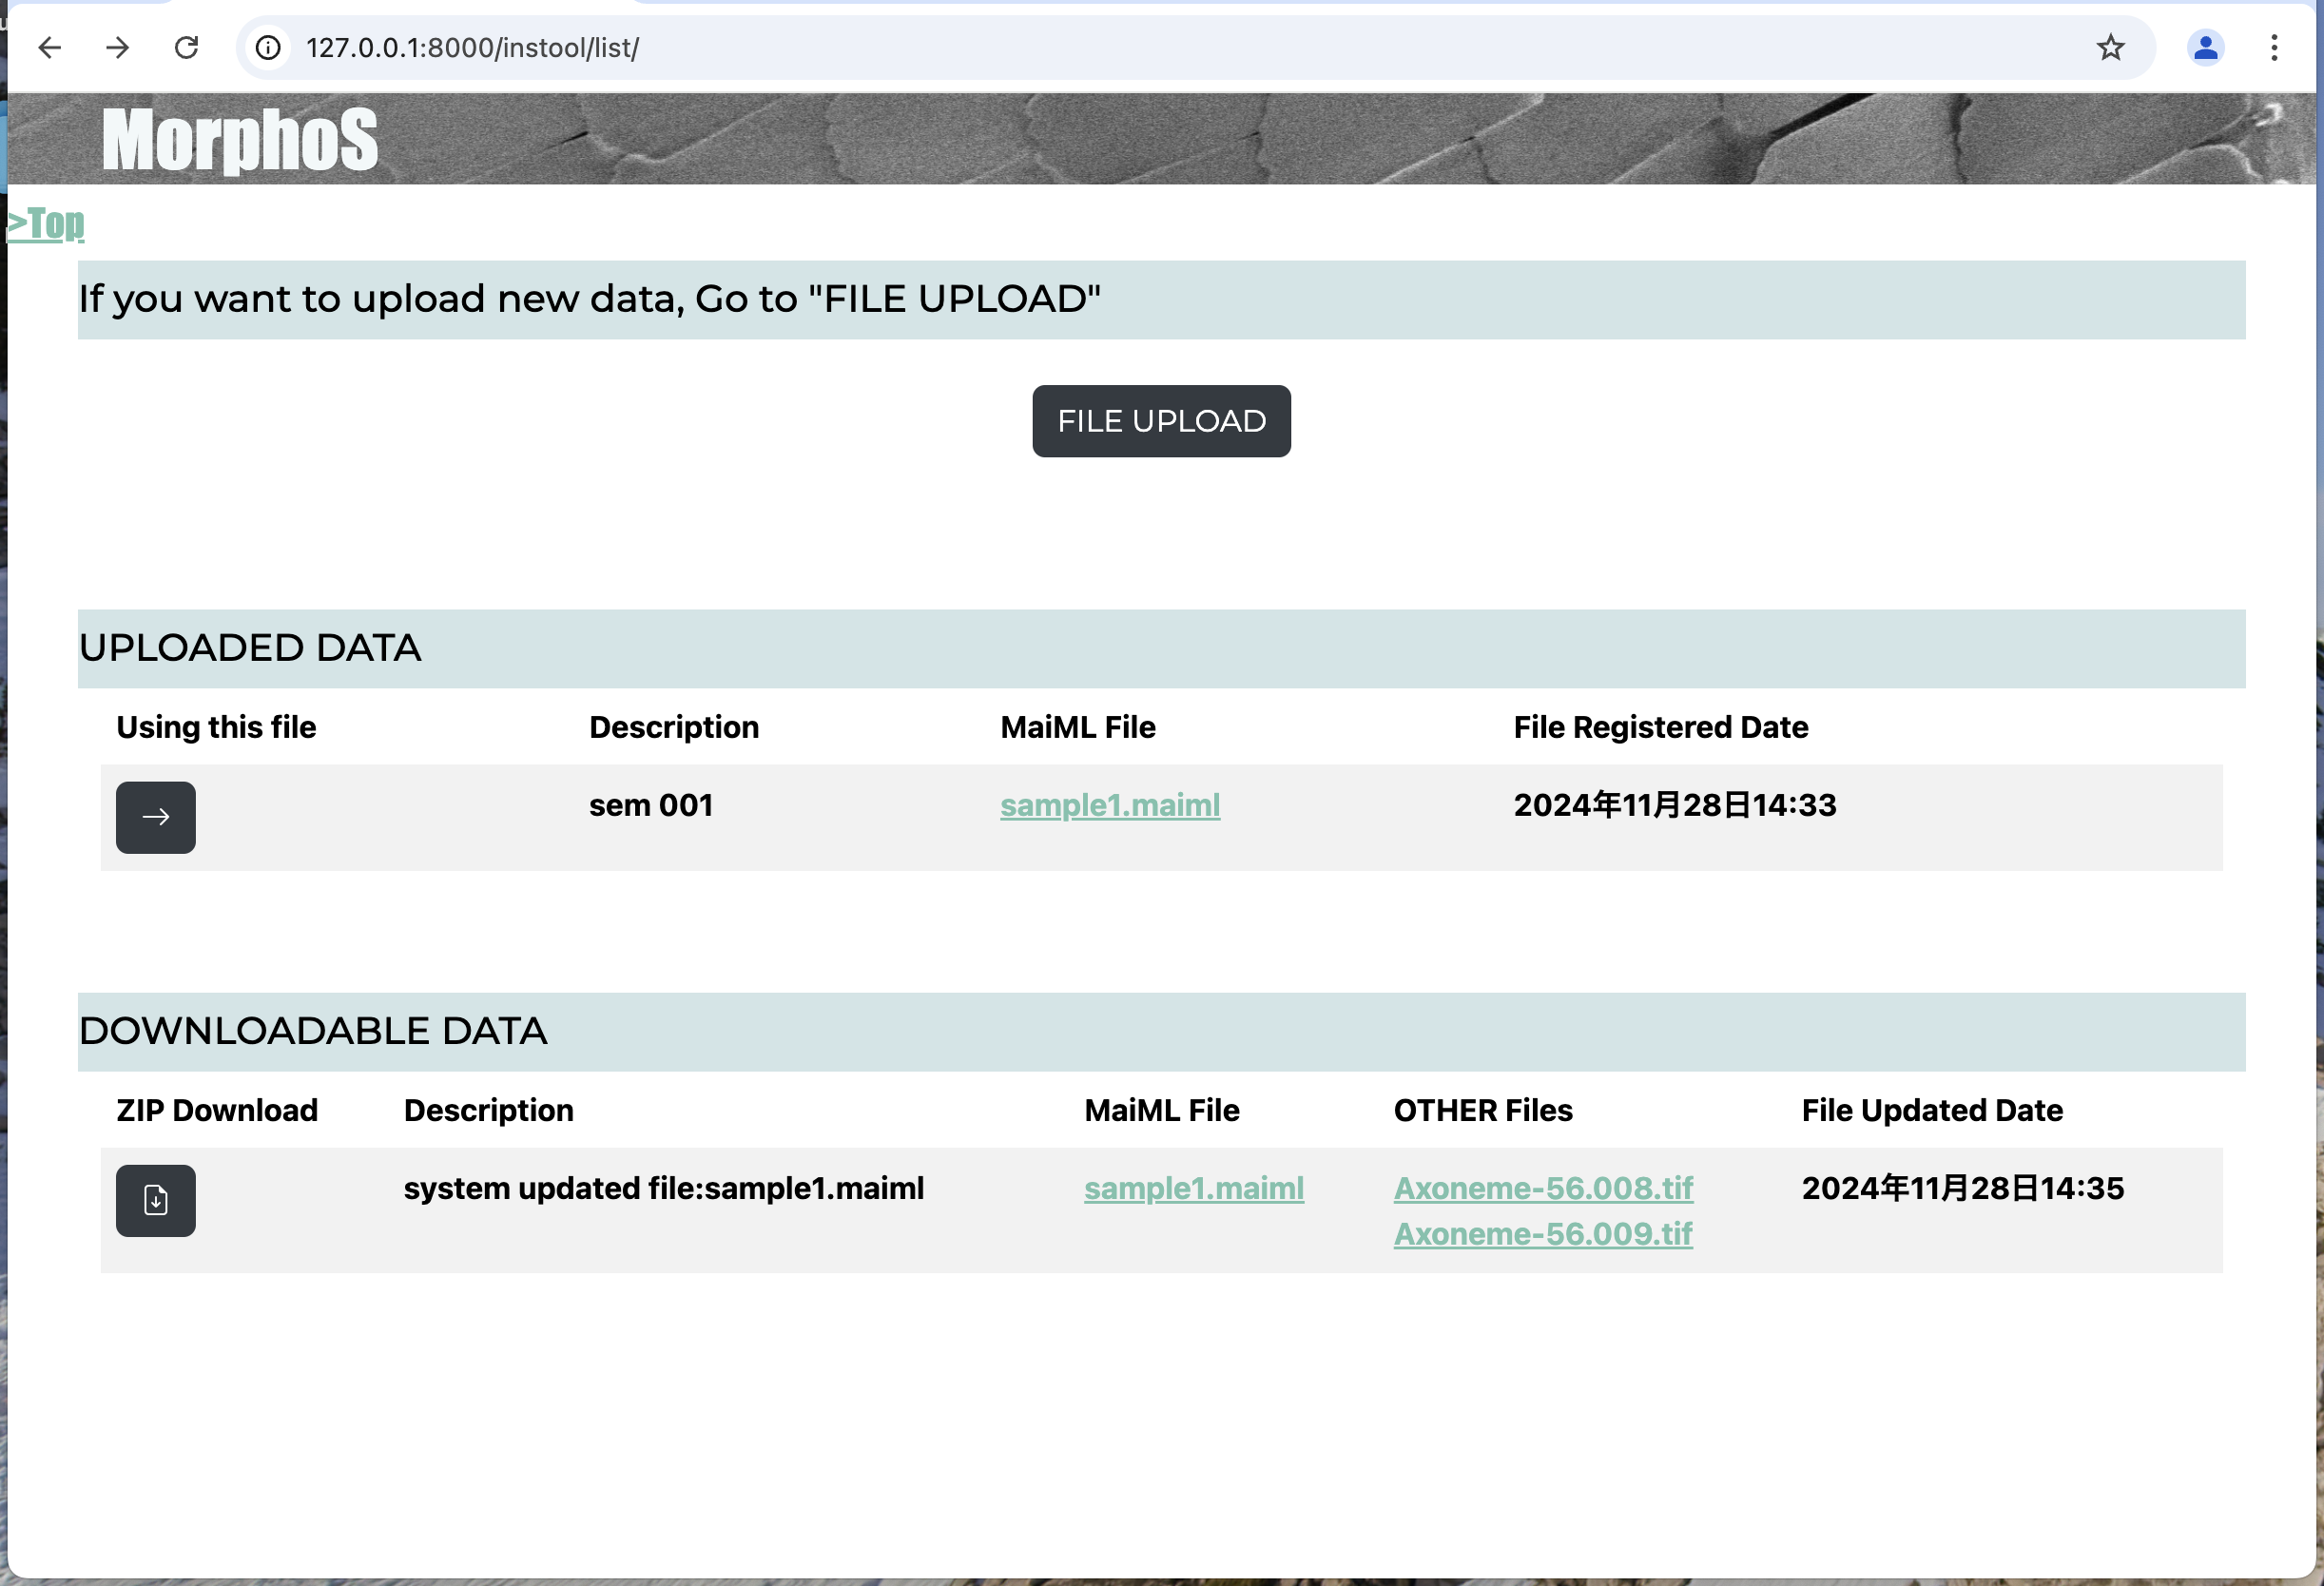 127.0.0.1:8000/instool/list/
MorphoS
>Top
If you want to upload new data, Go to "FILE UPLOAD"
FILE UPLOAD
UPLOADED DATA
Using this file Description MaiML File File Registered Date
sem 001 sample1.maiml 2024年11月28日14:33
DOWNLOADABLE DATA
ZIP Download Description MaiML File OTHER Files File Updated Date
system updated file:sample1.maiml sample1.maiml Axoneme-56.008.tif 2024年11月28日14:35
Axoneme-56.009.tif